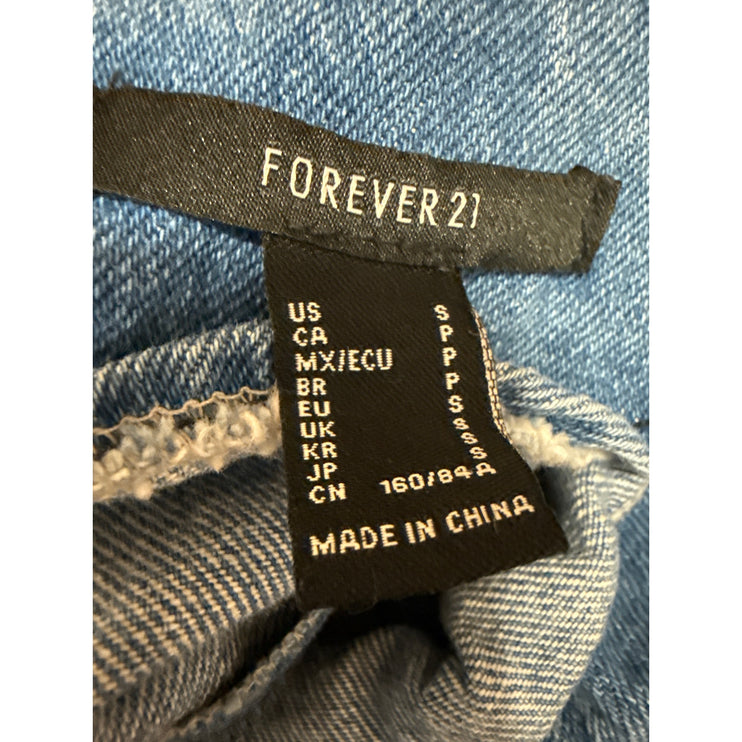 FOREVER 21
US S
CA P
MX/ECU P
BR P
EU S
UK S
KR S
JP S
CN 160/84A
MADE IN CHINA